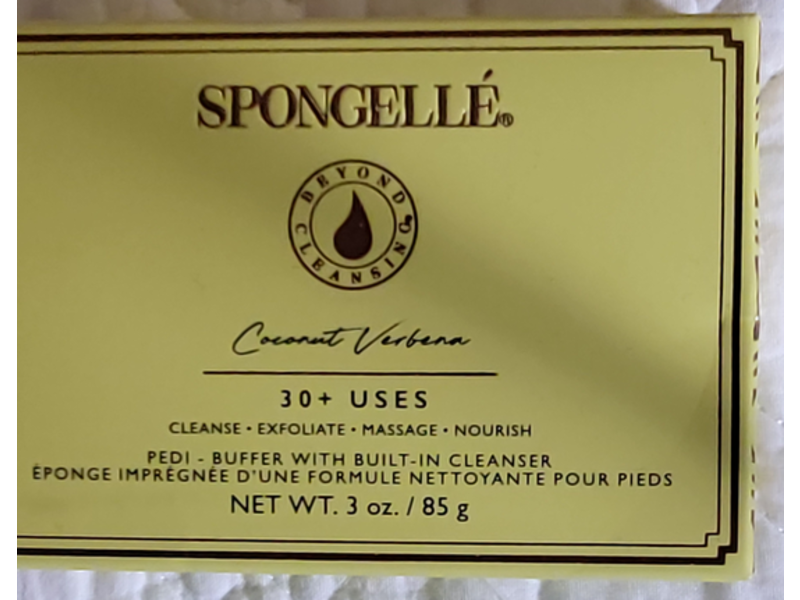 SPONGELLÉ®
BEYOND
CLEANSING®
Coconut Verbena
30+ USES
CLEANSE • EXFOLIATE • MASSAGE • NOURISH
PEDI - BUFFER WITH BUILT-IN CLEANSER
ÉPONGE IMPRÉGNÉE D'UNE FORMULE NETTOYANTE POUR PIEDS
NET WT. 3 oz. / 85 g